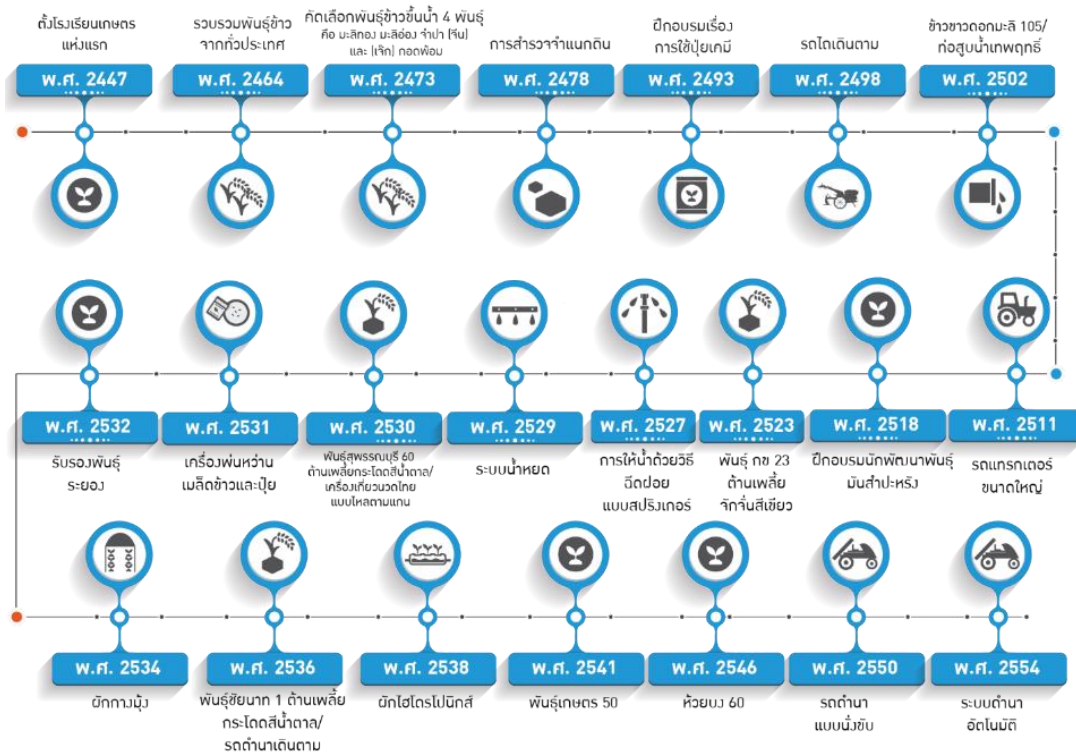 ตั้งโรงเรียนเกษตร
แห่งแรก
พ.ศ. 2447
รวบรวมพันธุ์ข้าว
จากทั่วประเทศ
พ.ศ. 2464
คัดเลือกพันธุ์ข้าวขึ้นน้ำ 4 พันธุ์
คือ มะลิทอง มะลิอ่อง จำปา (จีน)
และ (เจ๊ก) กอดพ้อม
พ.ศ. 2473
การสำรวจจำแนกดิน
พ.ศ. 2478
ฝึกอบรมเรื่อง
การใช้ปุ๋ยเคมี
พ.ศ. 2493
รถไถเดินตาม
พ.ศ. 2498
ข้าวขาวดอกมะลิ 105/
ท่อสูบน้ำเทพฤทธิ์
พ.ศ. 2502
พ.ศ. 2532
รับรองพันธุ์
ระยอง
พ.ศ. 2531
เครื่องพ่นหว่าน
เมล็ดข้าวและปุ๋ย
พ.ศ. 2530
พันธุ์สุพรรณบุรี 60
ต้านเพลี้ยกระโดดสีน้ำตาล/
เครื่องเกี่ยวนวดไทย
แบบไหลตามแกน
พ.ศ. 2529
ระบบน้ำหยด
พ.ศ. 2527
การให้น้ำด้วยวิธี
ฉีดฝอย
แบบสปริงเกอร์
พ.ศ. 2523
พันธุ์ กข 23
ต้านเพลี้ย
จักจั่นสีเขียว
พ.ศ. 2518
ฝึกอบรมนักพัฒนาพันธุ์
มันสำปะหรัง
พ.ศ. 2511
รถแทรกเตอร์
ขนาดใหญ่
พ.ศ. 2534
ผักกางมุ้ง
พ.ศ. 2536
พันธุ์ชัยนาท 1 ต้านเพลี้ย
กระโดดสีน้ำตาล/
รถดำนาเดินตาม
พ.ศ. 2538
ผักไฮโดรโปนิกส์
พ.ศ. 2541
พันธุ์เกษตร 50
พ.ศ. 2546
ห้วยบง 60
พ.ศ. 2550
รถดำนา
แบบนั่งขับ
พ.ศ. 2554
ระบบดำนา
อัตโนมัติ